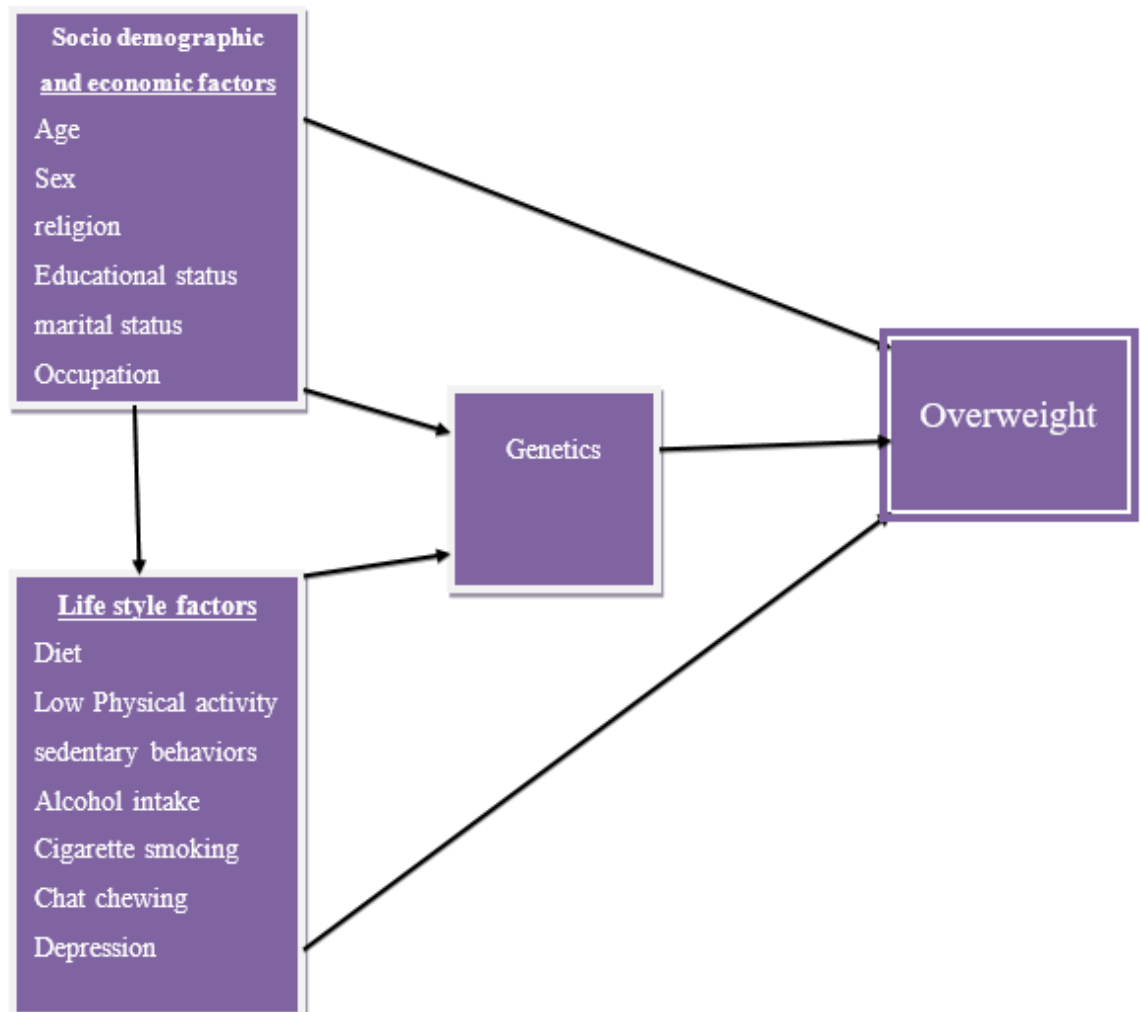 Socio demographic
and economic factors
Age
Sex
religion
Educational status
marital status
Occupation
Genetics
Overweight
Life style factors
Diet
Low Physical activity
sedentary behaviors
Alcohol intake
Cigarette smoking
Chat chewing
Depression